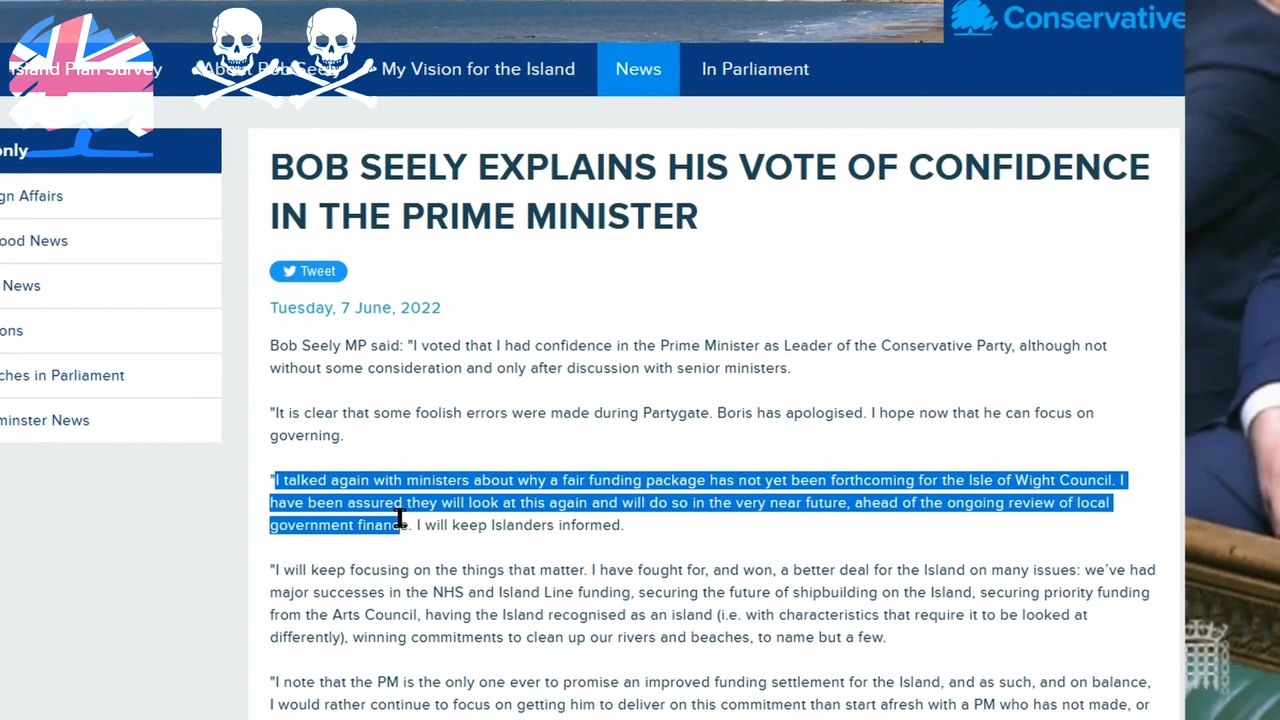 Conservative
Island Plan Survey About Bob Seely My Vision for the Island News In Parliament
only
gn Affairs
ood News
News
ons
ches in Parliament
minster News
BOB SEELY EXPLAINS HIS VOTE OF CONFIDENCE
IN THE PRIME MINISTER
Tweet
Tuesday, 7 June, 2022
Bob Seely MP said: "I voted that I had confidence in the Prime Minister as Leader of the Conservative Party, although not
without some consideration and only after discussion with senior ministers.
"It is clear that some foolish errors were made during Partygate. Boris has apologised. I hope now that he can focus on
governing.
"I talked again with ministers about why a fair funding package has not yet been forthcoming for the Isle of Wight Council. I
have been assured they will look at this again and will do so in the very near future, ahead of the ongoing review of local
government finance. I will keep Islanders informed.
"I will keep focusing on the things that matter. I have fought for, and won, a better deal for the Island on many issues: we've had
major successes in the NHS and Island Line funding, securing the future of shipbuilding on the Island, securing priority funding
from the Arts Council, having the Island recognised as an island (i.e. with characteristics that require it to be looked at
differently), winning commitments to clean up our rivers and beaches, to name but a few.
"I note that the PM is the only one ever to promise an improved funding settlement for the Island, and as such, and on balance,
I would rather continue to focus on getting him to deliver on this commitment than start afresh with a PM who has not made, or